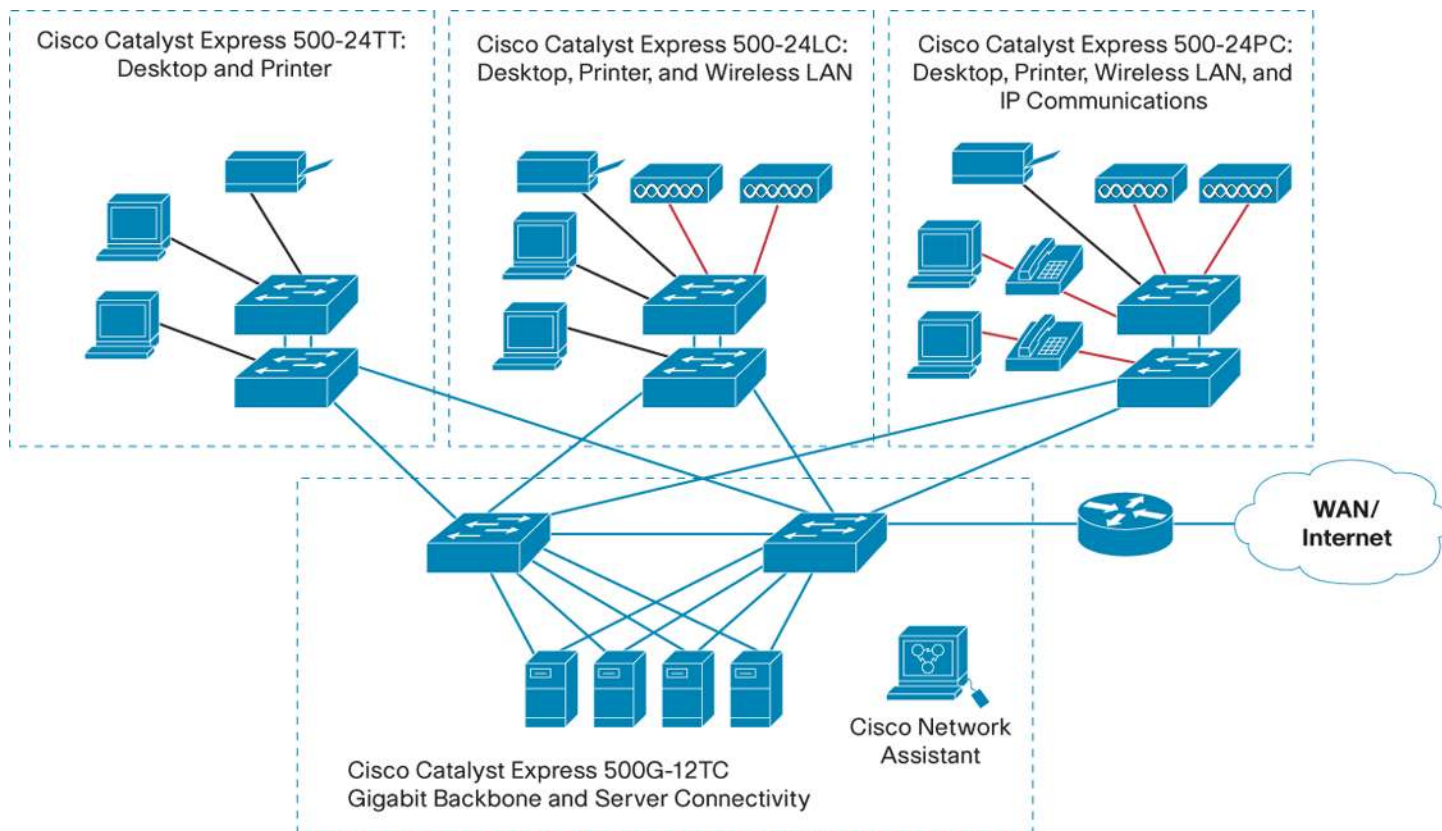 Cisco Catalyst Express 500-24TT:
Desktop and Printer
Cisco Catalyst Express 500-24LC:
Desktop, Printer, and Wireless LAN
Cisco Catalyst Express 500-24PC:
Desktop, Printer, Wireless LAN, and
IP Communications
WAN/
Internet
Cisco Network
Assistant
Cisco Catalyst Express 500G-12TC
Gigabit Backbone and Server Connectivity